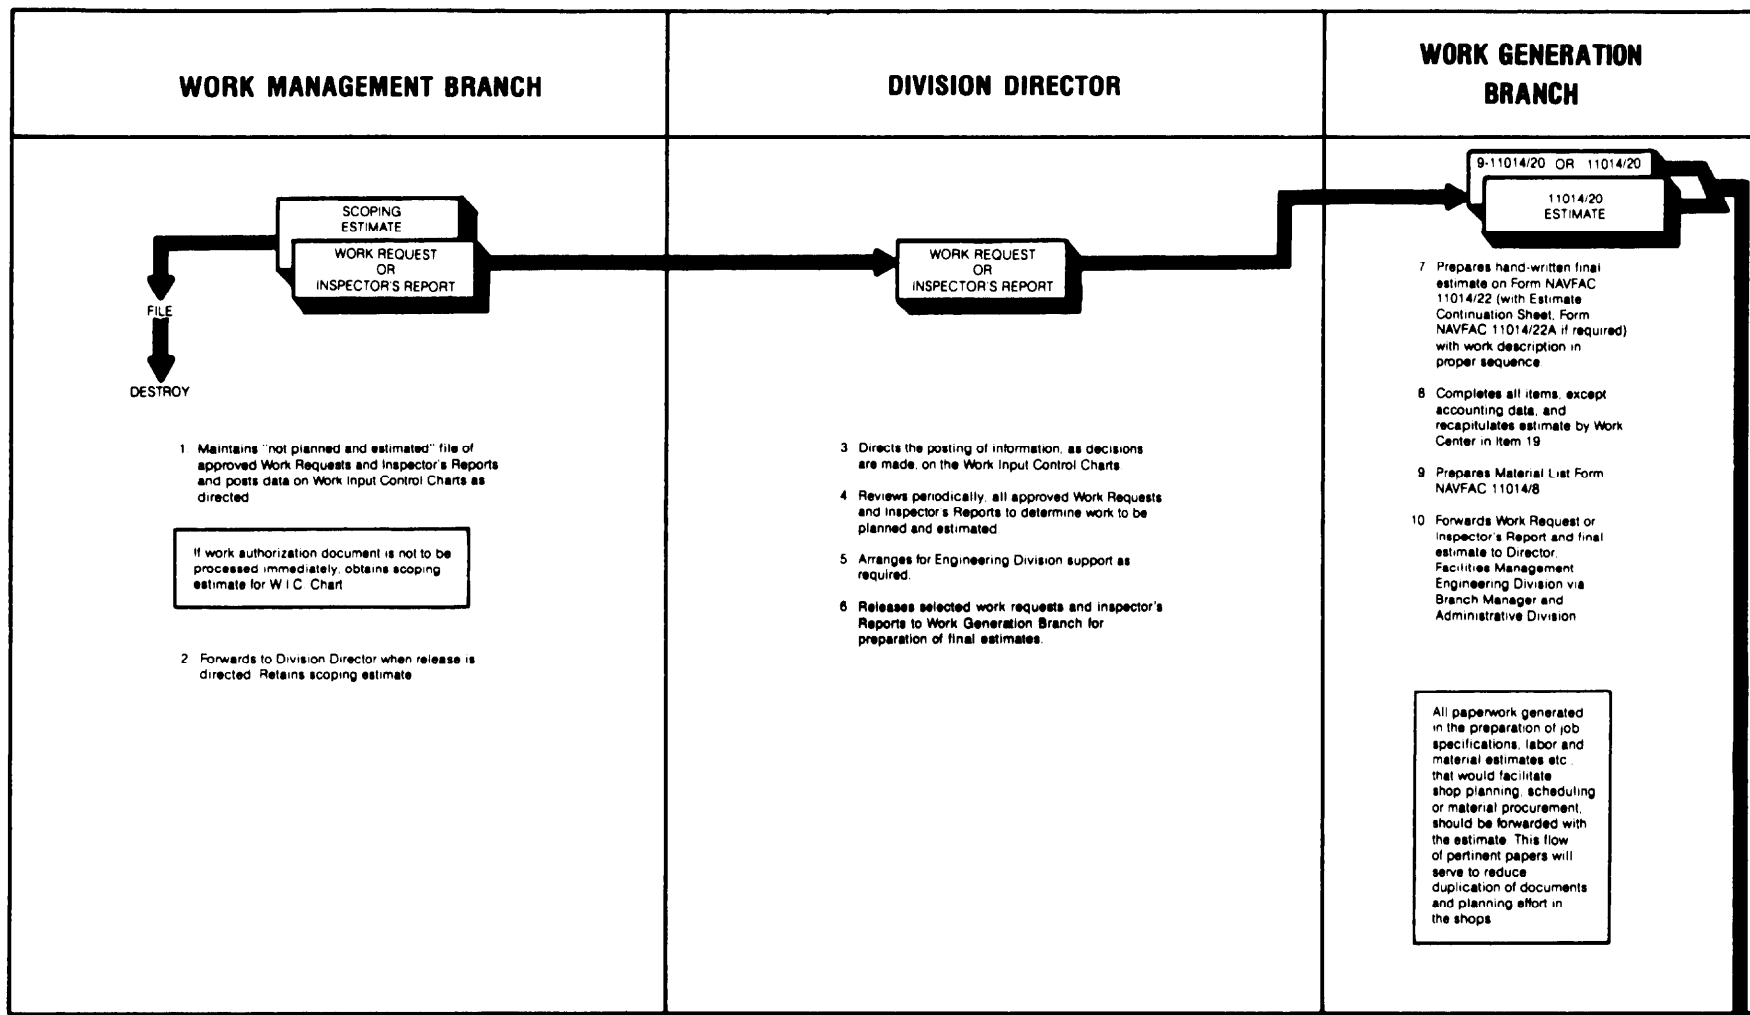 WORK MANAGEMENT BRANCH
SCOPING
ESTIMATE
WORK REQUEST
OR
INSPECTOR'S REPORT
FILE
DESTROY
1 Maintains "not planned and estimated" file of
approved Work Requests and Inspector's Reports
and posts data on Work Input Control Charts as
directed
If work authorization document is not to be
processed immediately, obtains scoping
estimate for W I C Chart
2 Forwards to Division Director when release is
directed Retains scoping estimate
DIVISION DIRECTOR
WORK REQUEST
OR
INSPECTOR'S REPORT
3 Directs the posting of information, as decisions
are made, on the Work Input Control Charts
4 Reviews periodically, all approved Work Requests
and Inspector's Reports to determine work to be
planned and estimated
5 Arranges for Engineering Division support as
required.
6 Releases selected work requests and inspector's
Reports to Work Generation Branch for
preparation of final estimates.
WORK GENERATION
BRANCH
9-11014/20 OR 11014/20
11014/20
ESTIMATE
7 Prepares hand-written final
estimate on Form NAVFAC
11014/22 (with Estimate
Continuation Sheet, Form
NAVFAC 11014/22A if required)
with work description in
proper sequence
8 Completes all items, except
accounting data, and
recapitulates estimate by Work
Center in Item 19
9 Prepares Material List Form
NAVFAC 11014/8
10 Forwards Work Request or
Inspector's Report and final
estimate to Director,
Facilities Management
Engineering Division via
Branch Manager and
Administrative Division
All paperwork generated
in the preparation of job
specifications, labor and
material estimates etc.,
that would facilitate
shop planning, scheduling
or material procurement,
should be forwarded with
the estimate. This flow
of pertinent papers will
serve to reduce
duplication of documents
and planning effort in
the shops